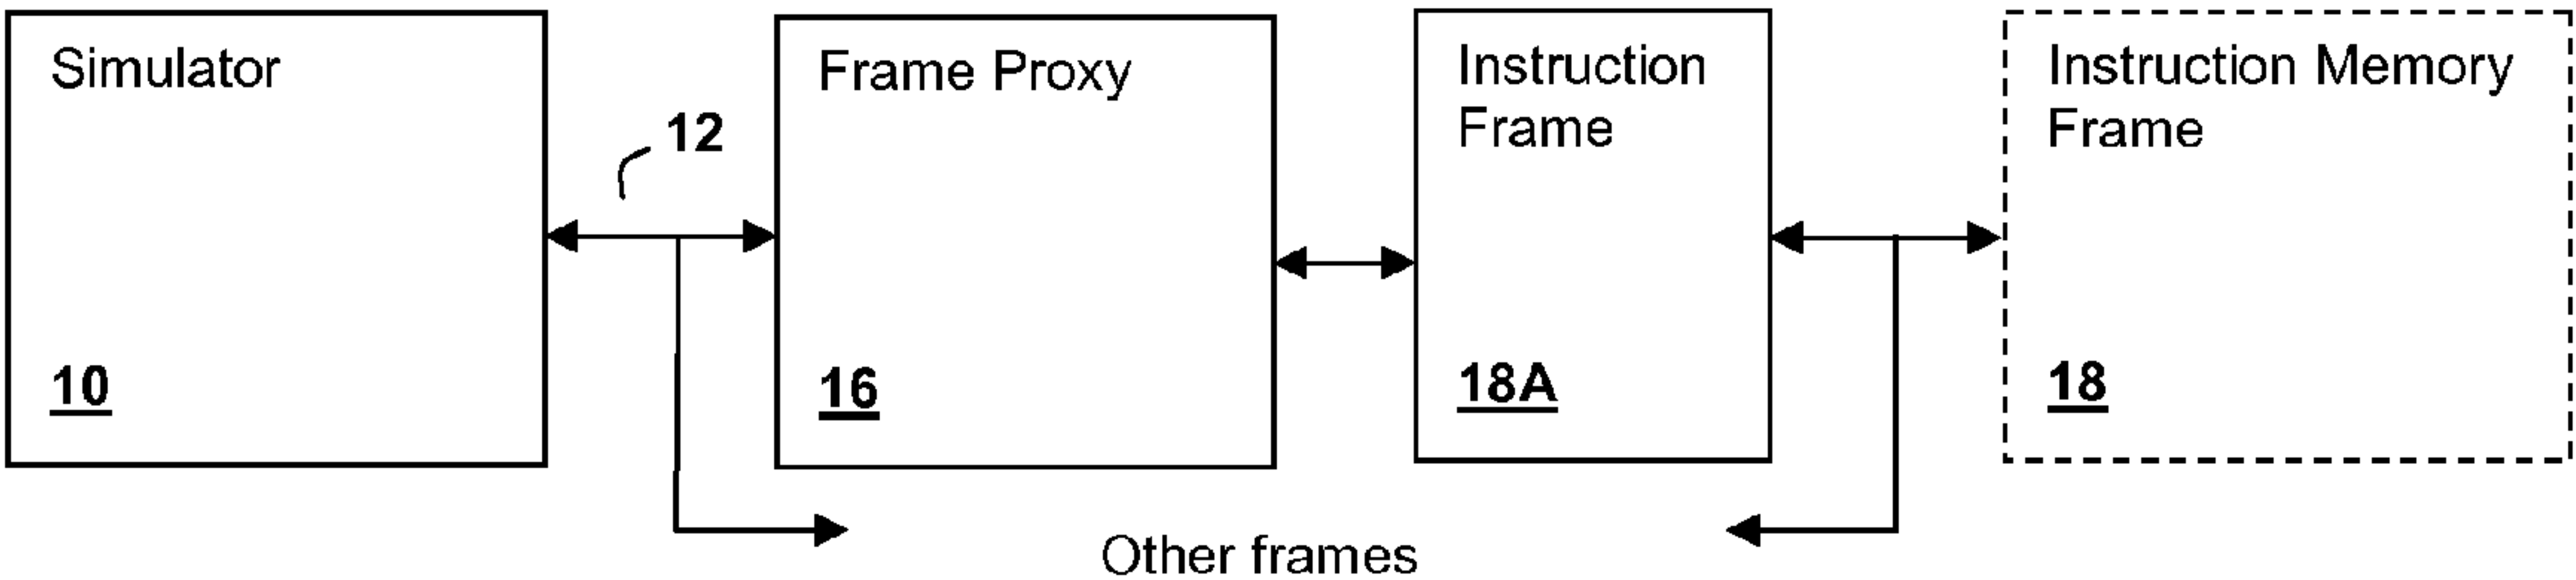 Simulator
10
12
Frame Proxy
16
Instruction
Frame
18A
Instruction Memory
Frame
18
Other frames